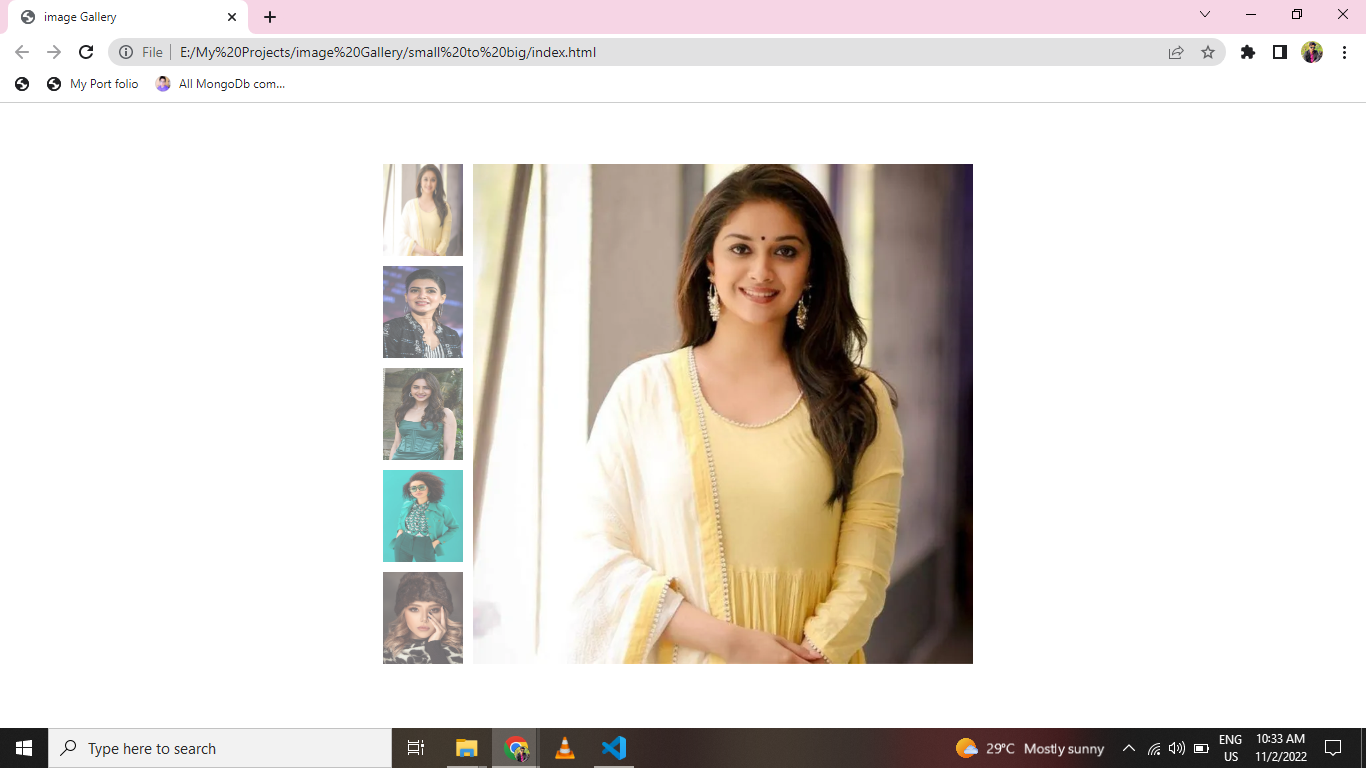 image Gallery
File
E:/My%20Projects/image%20Gallery/small%20to%20big/index.html
My Port folio
All MongoDb com...
Type here to search
29°C Mostly sunny
ENG
US
10:33 AM
11/2/2022